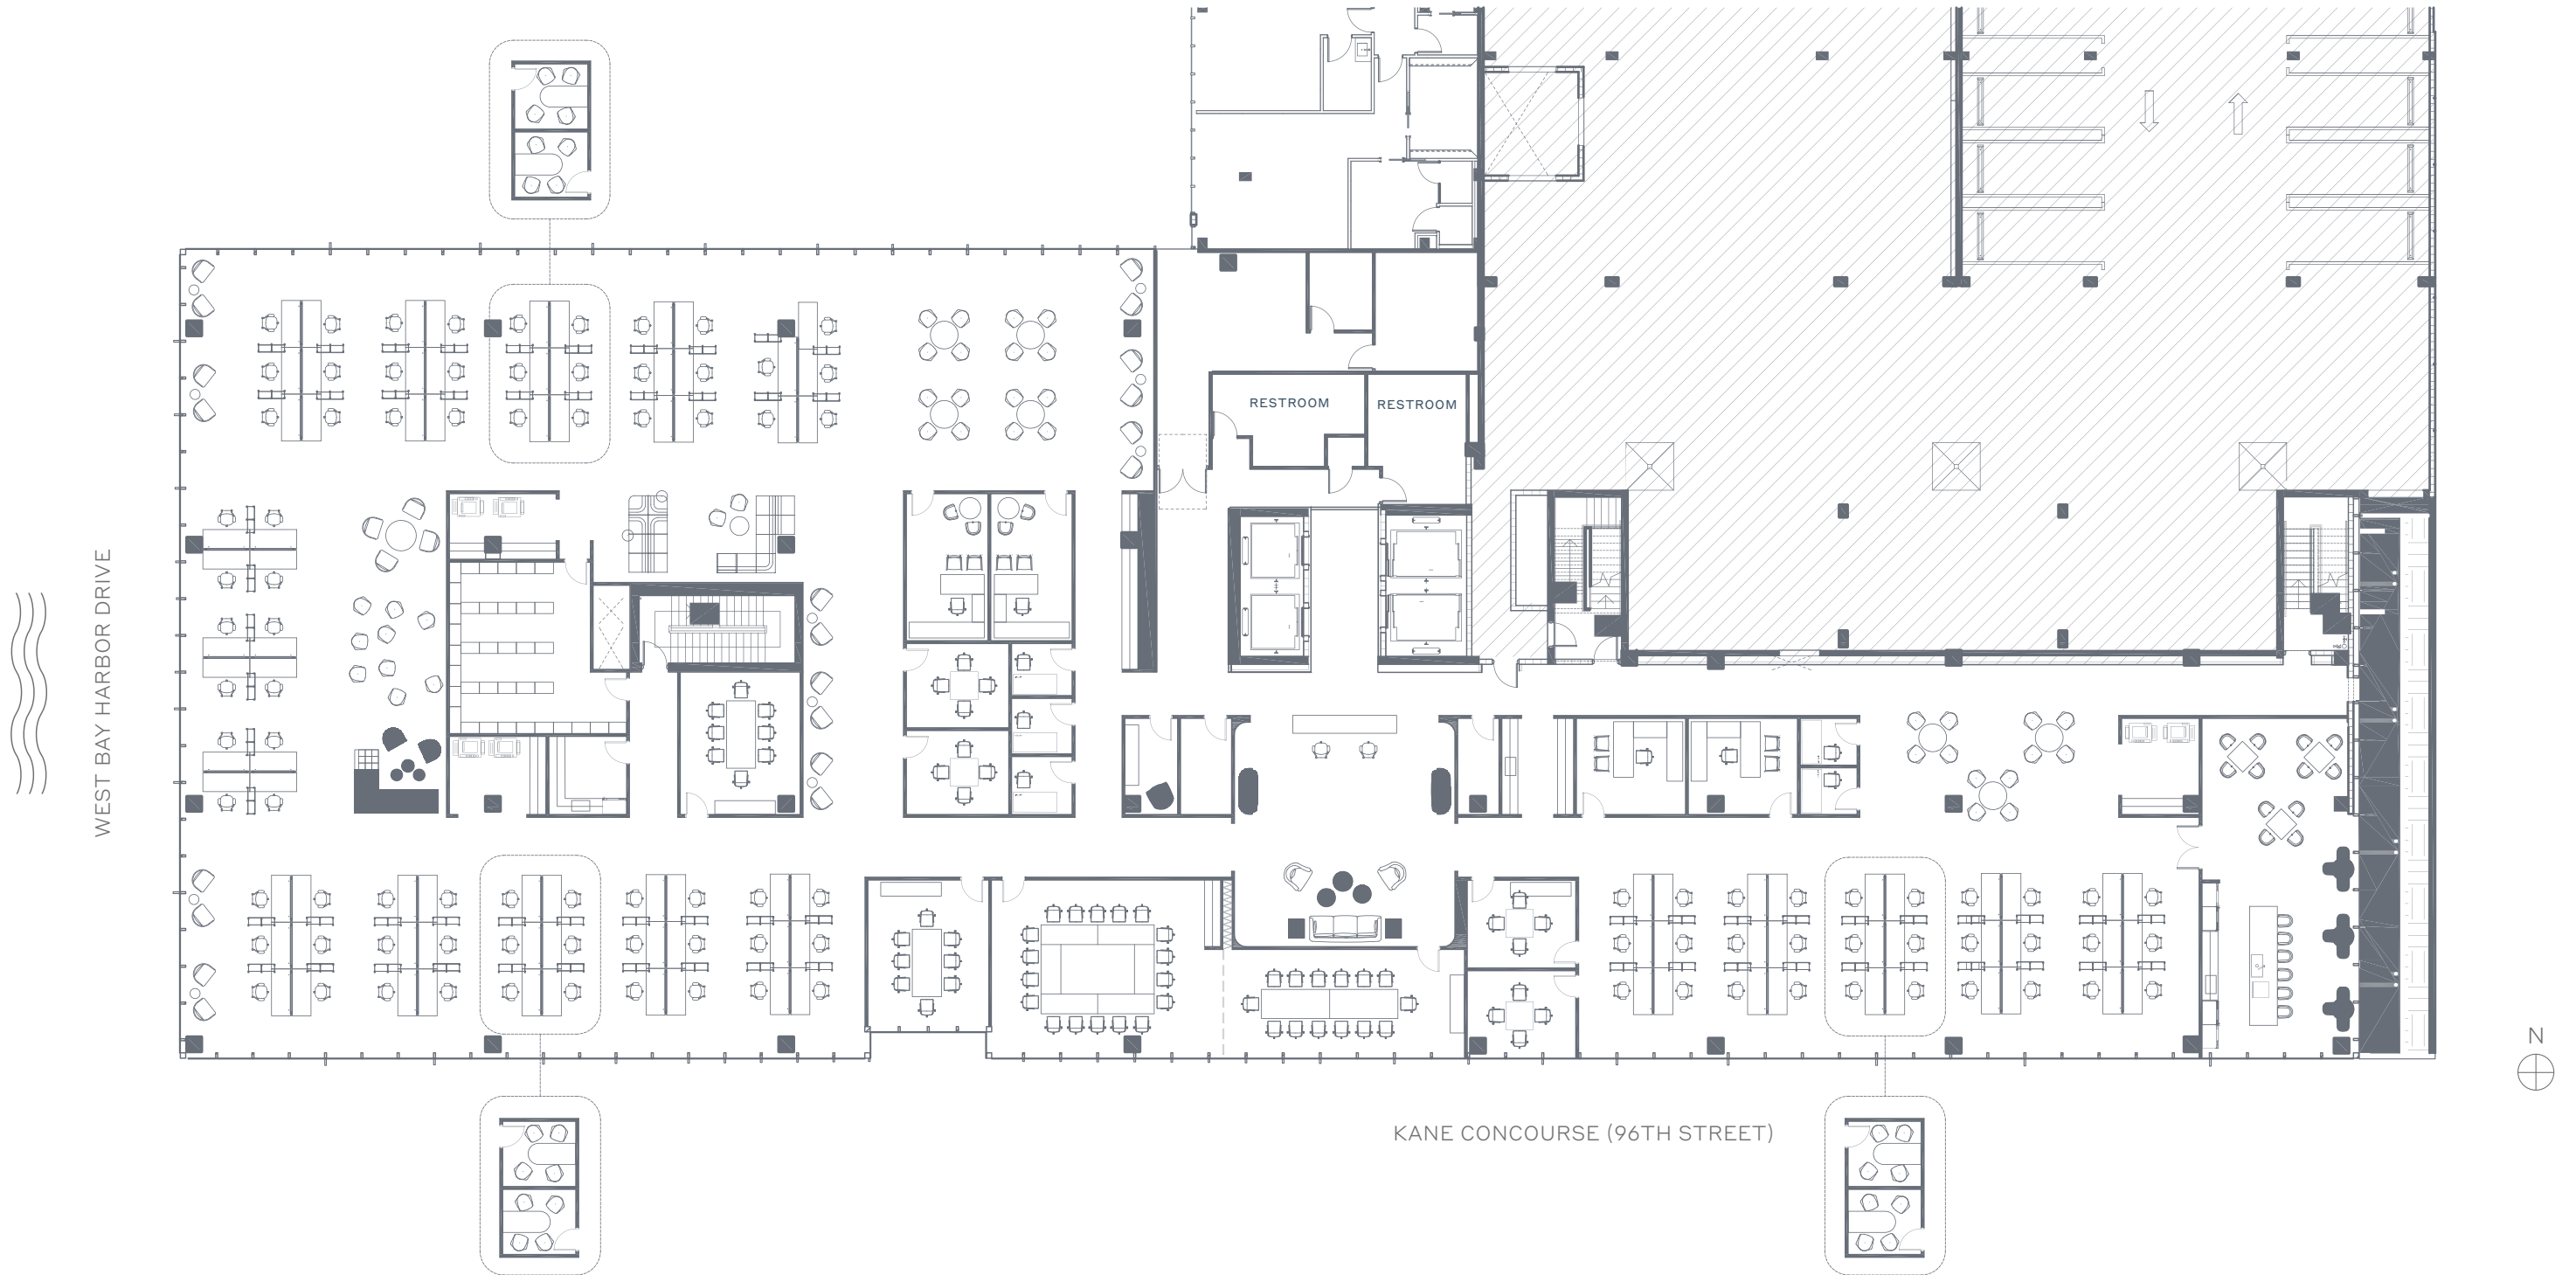 RESTROOM
RESTROOM
WEST BAY HARBOR DRIVE
N
KANE CONCOURSE (96TH STREET)